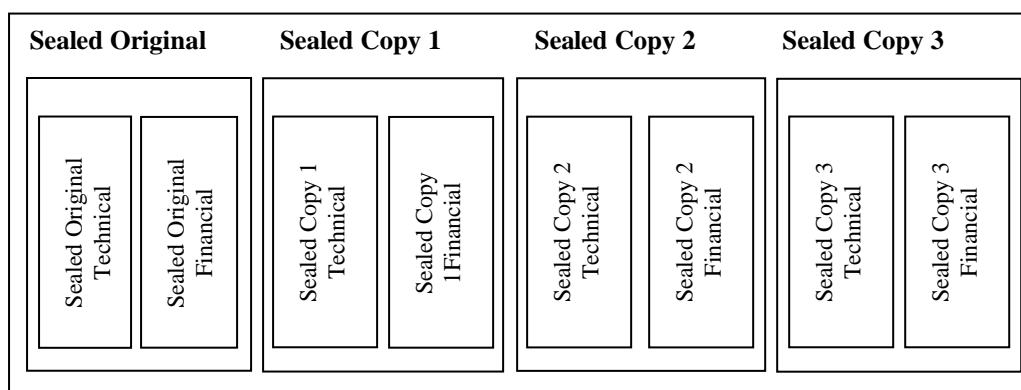 Sealed Original
Sealed Copy 1
Sealed Copy 2
Sealed Copy 3
Sealed Original
Technical
Sealed Original
Financial
Sealed Copy 1
Technical
Sealed Copy
1Financial
Sealed Copy 2
Technical
Sealed Copy 2
Financial
Sealed Copy 3
Technical
Sealed Copy 3
Financial